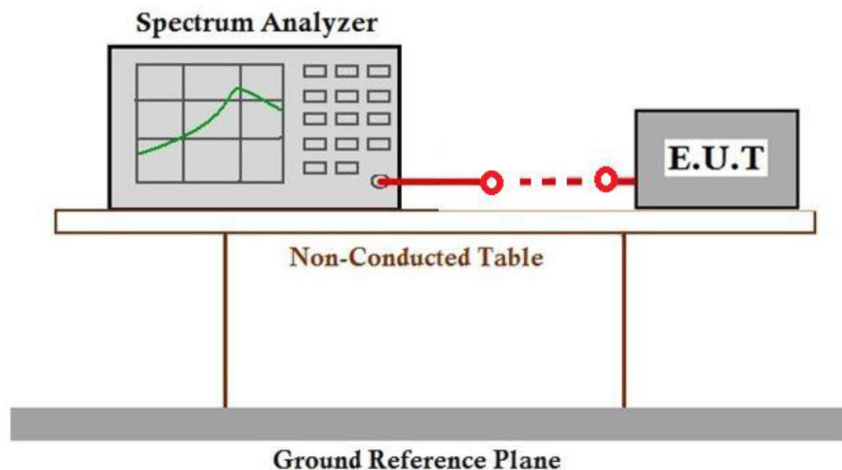 Spectrum Analyzer
E.U.T
Non-Conducted Table
Ground Reference Plane